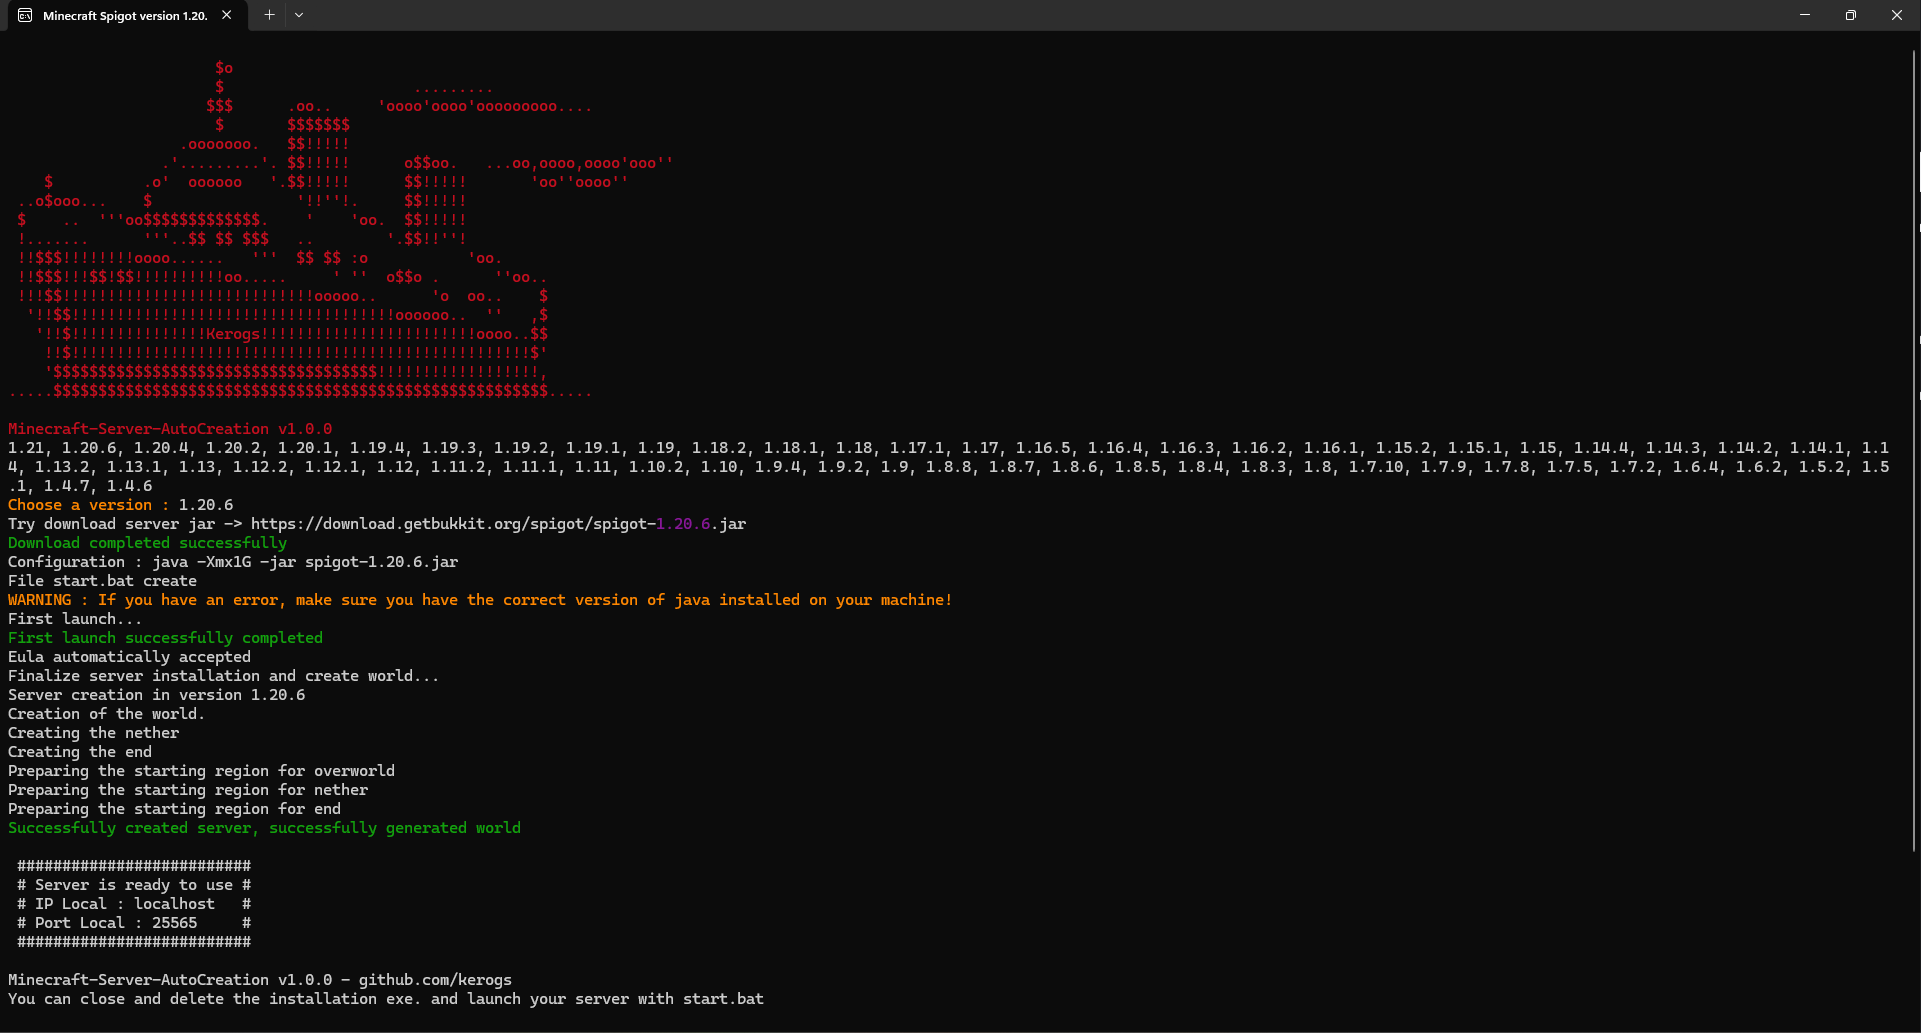 Minecraft Spigot version 1.20.
                       $o
                       $                     .........
                      $$$      .oo..     'oooo'oooo'ooooooooo....
                       $       $$$$$$$
                   .ooooooo.   $$!!!!!
                 .'.........'. $$!!!!!      o$$oo.   ...oo,oooo,oooo'ooo''
    $          .o'  oooooo   '.$$!!!!!      $$!!!!!       'oo''oooo''
 ..o$ooo...    $                '!!''!.     $$!!!!!
 $    ..  '''oo$$$$$$$$$$$$$.    '    'oo.  $$!!!!!
 !.......      '''..$$ $$ $$$   ..        '.$$!!''!
 !!$$$!!!!!!!!oooo......   '''  $$ $$ :o           'oo.
 !!$$$!!!$$!$$!!!!!!!!!!oo.....     ' ''  o$$o .      ''oo..
 !!!$$!!!!!!!!!!!!!!!!!!!!!!!!!!!!ooooo..      'o  oo..    $
  '!!$$!!!!!!!!!!!!!!!!!!!!!!!!!!!!!!!!!!!!oooooo..  ''   ,$
   '!!$!!!!!!!!!!!!!!!Kerogs!!!!!!!!!!!!!!!!!!!!!!!!oooo..$$
    !!$!!!!!!!!!!!!!!!!!!!!!!!!!!!!!!!!!!!!!!!!!!!!!!!!!!!$'
    '$$$$$$$$$$$$$$$$$$$$$$$$$$$$$$$$$$$$!!!!!!!!!!!!!!!!!!,
.....$$$$$$$$$$$$$$$$$$$$$$$$$$$$$$$$$$$$$$$$$$$$$$$$$$$$$$$.....
Minecraft-Server-AutoCreation v1.0.0
1.21, 1.20.6, 1.20.4, 1.20.2, 1.20.1, 1.19.4, 1.19.3, 1.19.2, 1.19.1, 1.19, 1.18.2, 1.18.1, 1.18, 1.17.1, 1.17, 1.16.5, 1.16.4, 1.16.3, 1.16.2, 1.16.1, 1.15.2, 1.15.1, 1.15, 1.14.4, 1.14.3, 1.14.2, 1.14.1, 1.1
4, 1.13.2, 1.13.1, 1.13, 1.12.2, 1.12.1, 1.12, 1.11.2, 1.11.1, 1.11, 1.10.2, 1.10, 1.9.4, 1.9.2, 1.9, 1.8.8, 1.8.7, 1.8.6, 1.8.5, 1.8.4, 1.8.3, 1.8, 1.7.10, 1.7.9, 1.7.8, 1.7.5, 1.7.2, 1.6.4, 1.6.2, 1.5.2, 1.5
.1, 1.4.7, 1.4.6
Choose a version : 1.20.6
Try download server jar -> https://download.getbukkit.org/spigot/spigot-1.20.6.jar
Download completed successfully
Configuration : java -Xmx1G -jar spigot-1.20.6.jar
File start.bat create
WARNING : If you have an error, make sure you have the correct version of java installed on your machine!
First launch...
First launch successfully completed
Eula automatically accepted
Finalize server installation and create world...
Server creation in version 1.20.6
Creation of the world.
Creating the nether
Creating the end
Preparing the starting region for overworld
Preparing the starting region for nether
Preparing the starting region for end
Successfully created server, successfully generated world
##########################
# Server is ready to use #
# IP Local : localhost   #
# Port Local : 25565     #
##########################
Minecraft-Server-AutoCreation v1.0.0 - github.com/kerogs
You can close and delete the installation exe. and launch your server with start.bat